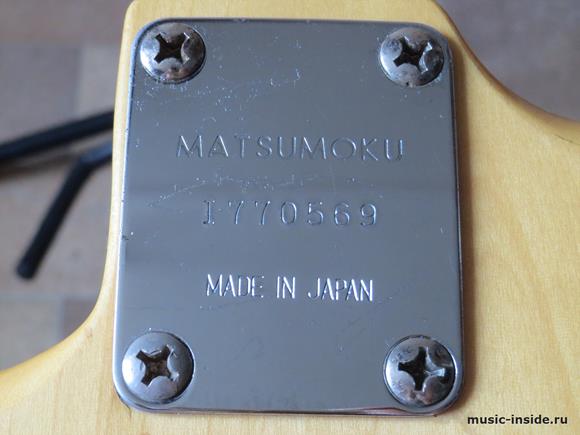 MATSUMOKU
I770569
MADE IN JAPAN
music-inside.ru